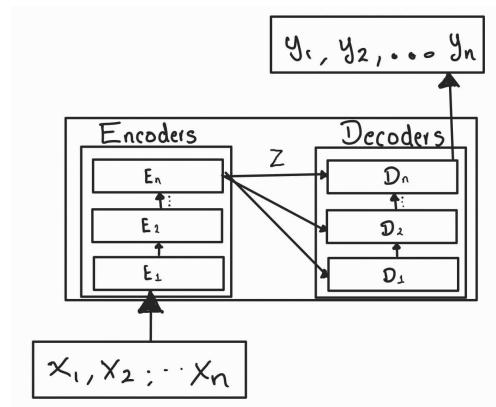 y₁, y₂, ... yₙ
Encoders
Decoders
Z
Eₙ
Dₙ
⋮
⋮
E₂
D₂
E₁
D₁
x₁, x₂, ... xₙ